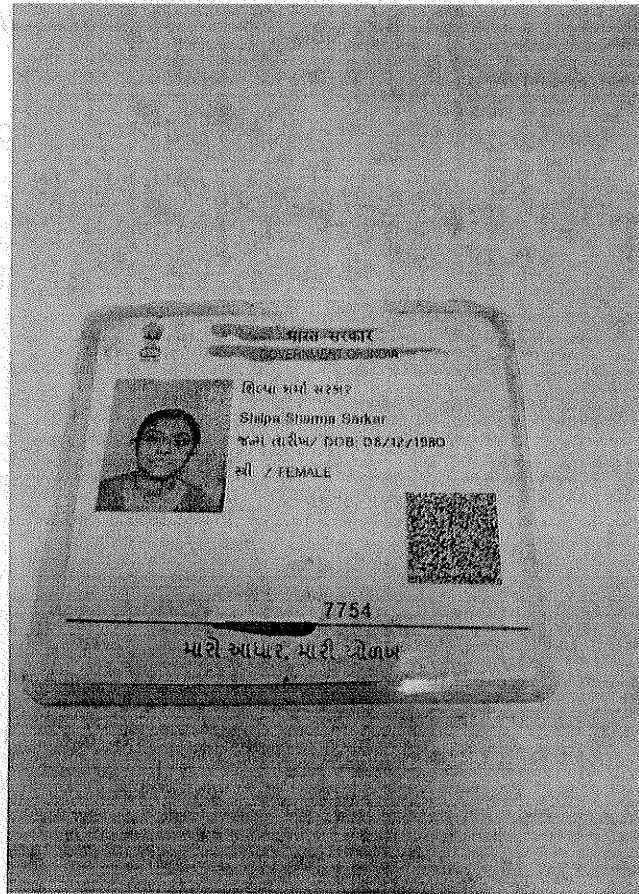 भारत सरकार
GOVERNMENT OF INDIA
શિલ્પા શર્મા સરકાર
Shilpa Sharma Sarkar
જન્મ તારીખ/ DOB: 08/12/1980
સ્ત્રી / FEMALE
7754
મારો આધાર, મારી ઓળખ